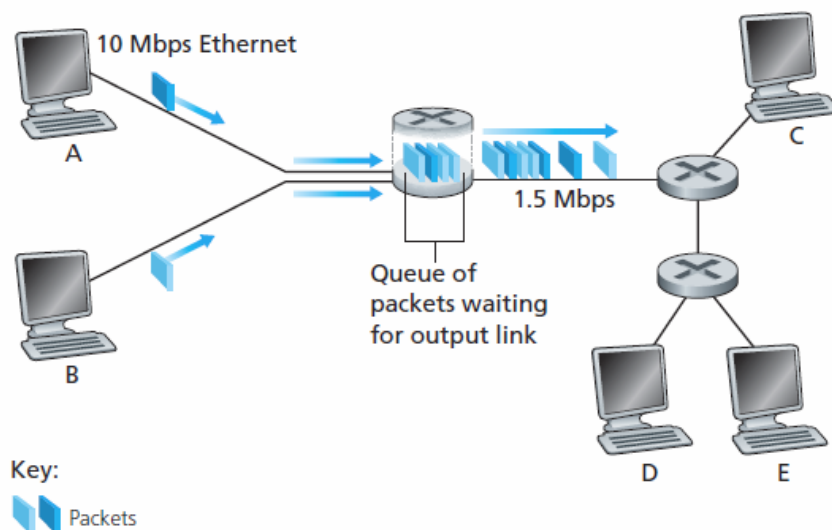 10 Mbps Ethernet
A
C
1.5 Mbps
Queue of
packets waiting
for output link
B
D
E
Key:
Packets